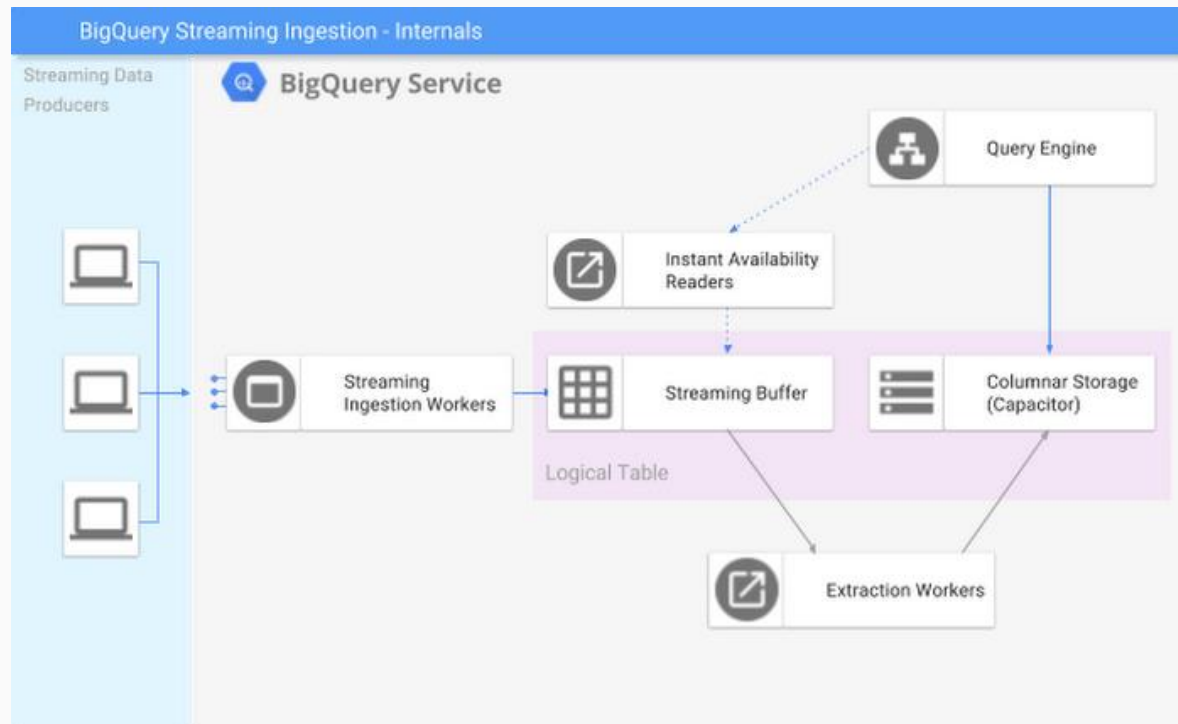 BigQuery Streaming Ingestion - Internals
Streaming Data
Producers
BigQuery Service
Query Engine
Instant Availability
Readers
Streaming
Ingestion Workers
Streaming Buffer
Columnar Storage
(Capacitor)
Logical Table
Extraction Workers